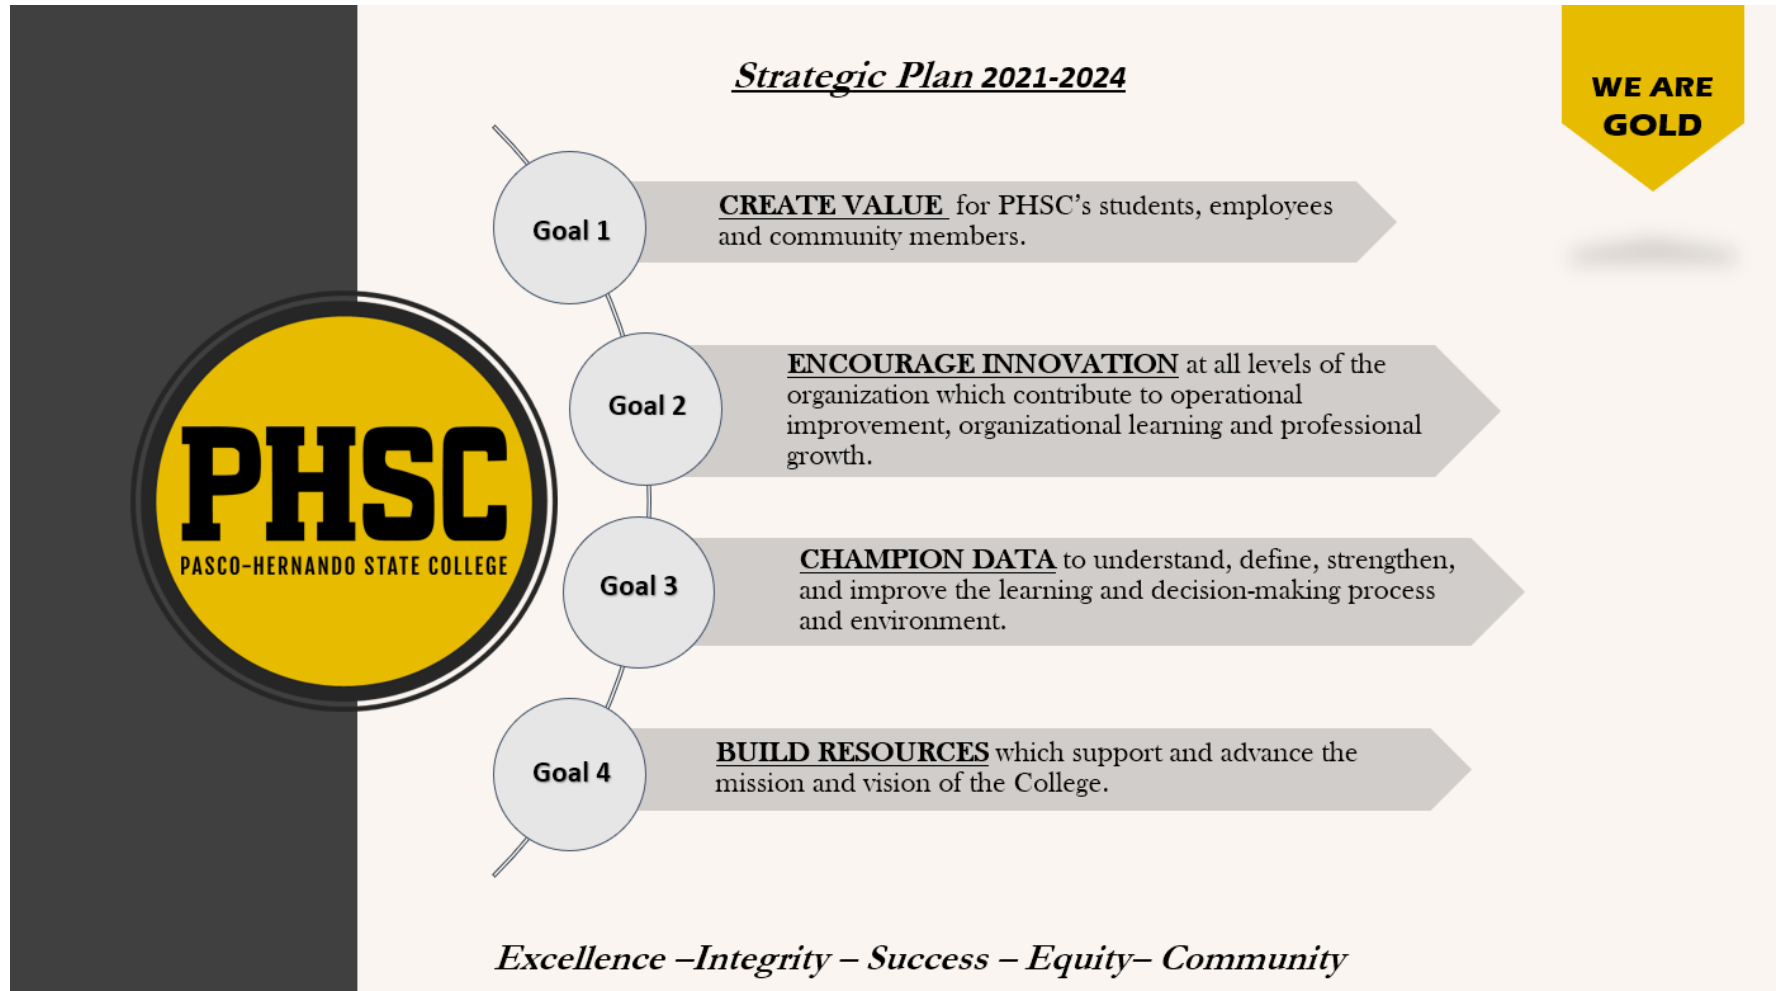 Strategic Plan 2021-2024
WE ARE
GOLD
Goal 1
CREATE VALUE for PHSC’s students, employees
and community members.
Goal 2
ENCOURAGE INNOVATION at all levels of the
organization which contribute to operational
improvement, organizational learning and professional
growth.
PHSC
PASCO-HERNANDO STATE COLLEGE
Goal 3
CHAMPION DATA to understand, define, strengthen,
and improve the learning and decision-making process
and environment.
Goal 4
BUILD RESOURCES which support and advance the
mission and vision of the College.
Excellence –Integrity – Success – Equity– Community